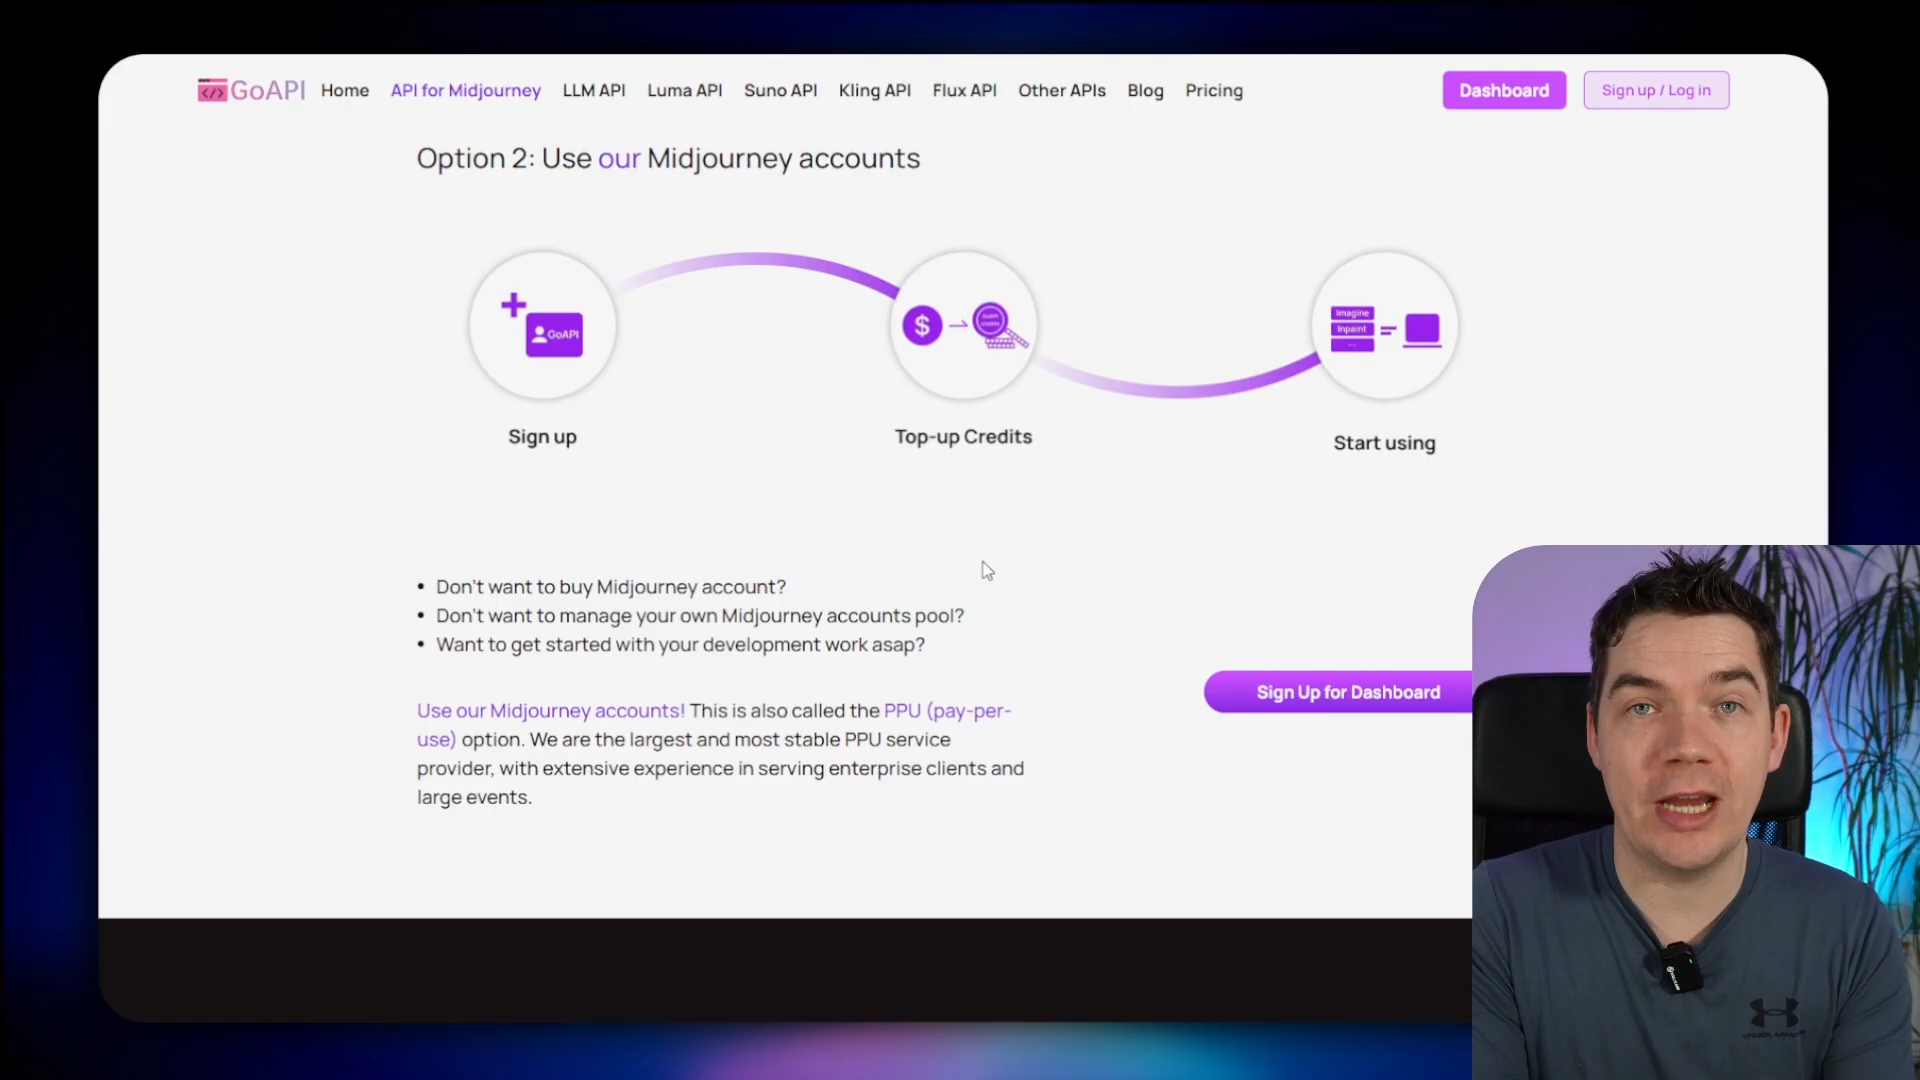 GoAPI Home API for Midjourney LLM API Luma API Suno API Kling API Flux API Other APIs Blog Pricing Dashboard Sign up / Log in
Option 2: Use our Midjourney accounts
GoAPI
$
Imagine
Inpaint
Sign up
Top-up Credits
Start using
• Don't want to buy Midjourney account?
• Don't want to manage your own Midjourney accounts pool?
• Want to get started with your development work asap?
Sign Up for Dashboard
Use our Midjourney accounts! This is also called the PPU (pay-per-
use) option. We are the largest and most stable PPU service
provider, with extensive experience in serving enterprise clients and
large events.
UNDER ARMOUR